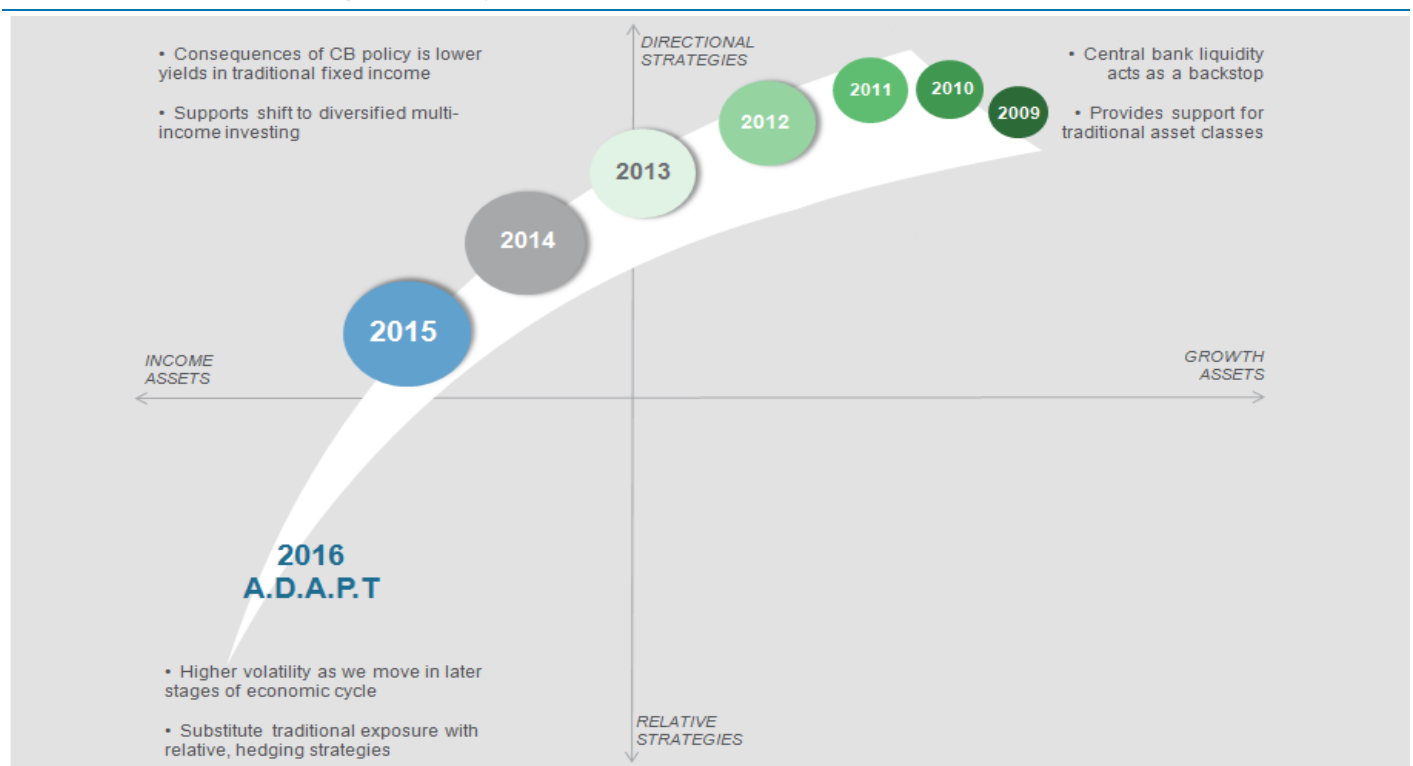 • Consequences of CB policy is lower
yields in traditional fixed income
• Supports shift to diversified multi-
income investing
DIRECTIONAL
STRATEGIES
• Central bank liquidity
acts as a backstop
• Provides support for
traditional asset classes
2009
2010
2011
2012
2013
2014
2015
INCOME
ASSETS
GROWTH
ASSETS
2016
A.D.A.P.T
• Higher volatility as we move in later
stages of economic cycle
• Substitute traditional exposure with
relative, hedging strategies
RELATIVE
STRATEGIES